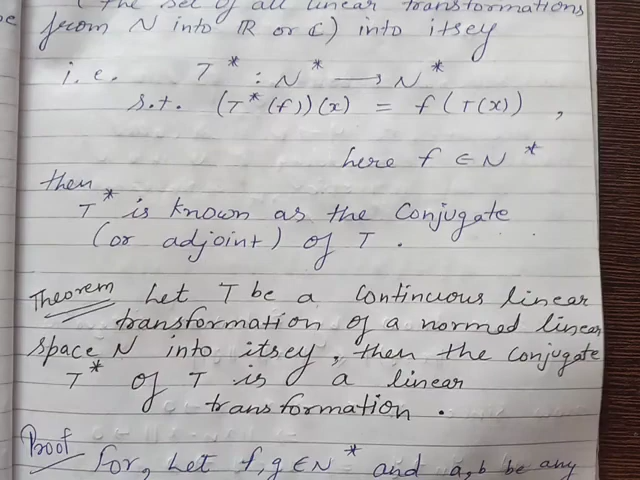 (the set of all linear transformations
from N into IR or C) into itself
i.e. T* : N* → N*
s.t. (T*(f))(x) = f(T(x)) ,
here f ∈ N*
then
T* is known as the Conjugate
(or adjoint) of T.
Theorem Let T be a continuous linear
transformation of a normed linear
space N into itself, then the conjugate
T* of T is a linear
transformation.
Proof For, Let f, g ∈ N* and a, b be any